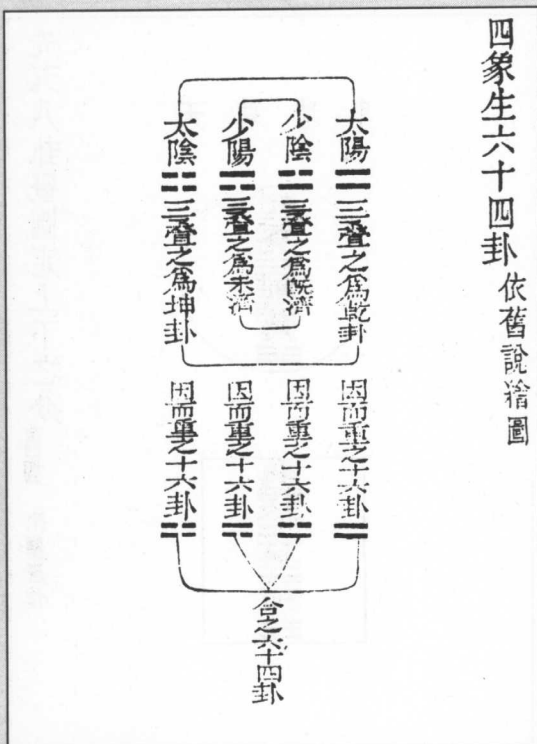 四象生六十四卦 依舊說繪圖
太陽
三疊之爲乾卦
因而重之十六卦
少陰
三疊之爲旣濟
因而重之十六卦
少陽
三疊之爲未濟
因而重之十六卦
太陰
三疊之爲坤卦
因而重之十六卦
合之六十四卦